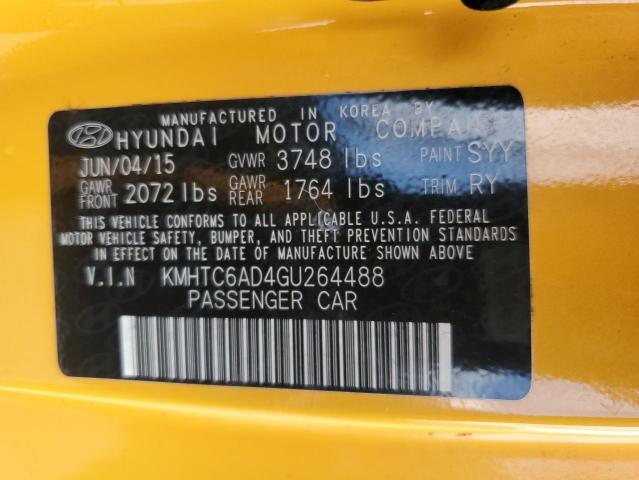 MANUFACTURED IN KOREA BY
HYUNDAI MOTOR COMPANY
JUN/04/15 GVWR 3748 lbs PAINT SYY
GAWR FRONT 2072 lbs GAWR REAR 1764 lbs TRIM RY
THIS VEHICLE CONFORMS TO ALL APPLICABLE U.S.A. FEDERAL
MOTOR VEHICLE SAFETY, BUMPER, AND THEFT PREVENTION STANDARDS
IN EFFECT ON THE DATE OF MANUFACTURE SHOWN ABOVE
V.I.N KMHTC6AD4GU264488
PASSENGER CAR